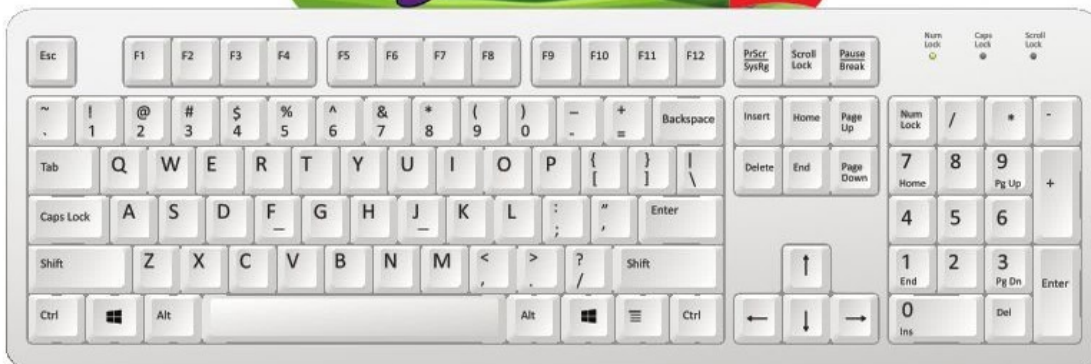 Num Lock Caps Lock Scroll Lock
Esc F1 F2 F3 F4 F5 F6 F7 F8 F9 F10 F11 F12 PrScr SysRg Scroll Lock Pause Break
~ . ! 1 @ 2 # 3 $ 4 % 5 ^ 6 & 7 * 8 ( 9 ) 0 _ - + = Backspace Insert Home Page Up Num Lock / * -
Tab Q W E R T Y U I O P { [ } ] | \ Delete End Page Down 7 Home 8 9 Pg Up +
Caps Lock A S D F G H J K L : ; " ' Enter 4 5 6
Shift Z X C V B N M < , > . ? / Shift ↑ 1 End 2 3 Pg Dn Enter
Ctrl Alt Alt Ctrl ← ↓ → 0 Ins Del